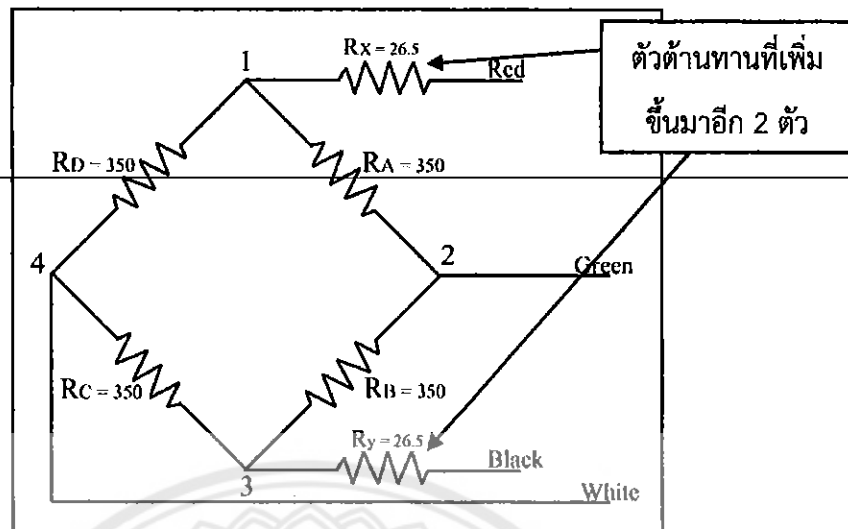 1
RX = 26.5
Red
ตัวต้านทานที่เพิ่ม
ขึ้นมาอีก 2 ตัว
RD = 350
RA = 350
4
2
Green
RC = 350
RB = 350
Ry = 26.5
Black
3
White